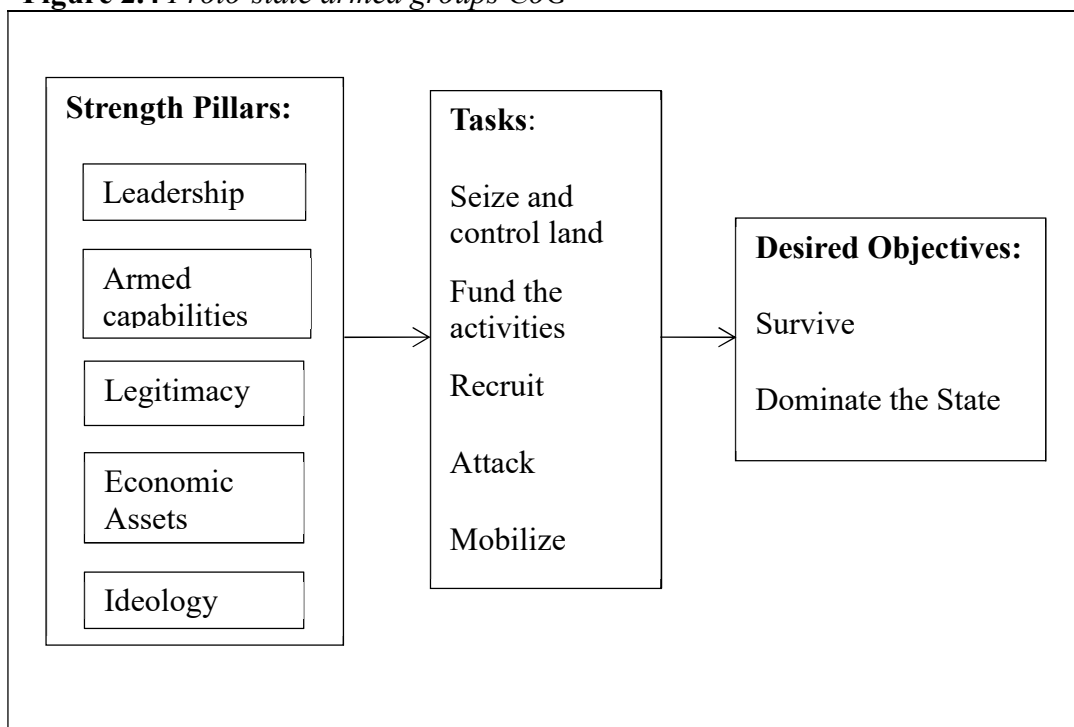 Figure 2.4 Proto-state armed groups CoG
Strength Pillars:
Leadership
Armed
capabilities
Legitimacy
Economic
Assets
Ideology
Tasks:
Seize and
control land
Fund the
activities
Recruit
Attack
Mobilize
Desired Objectives:
Survive
Dominate the State